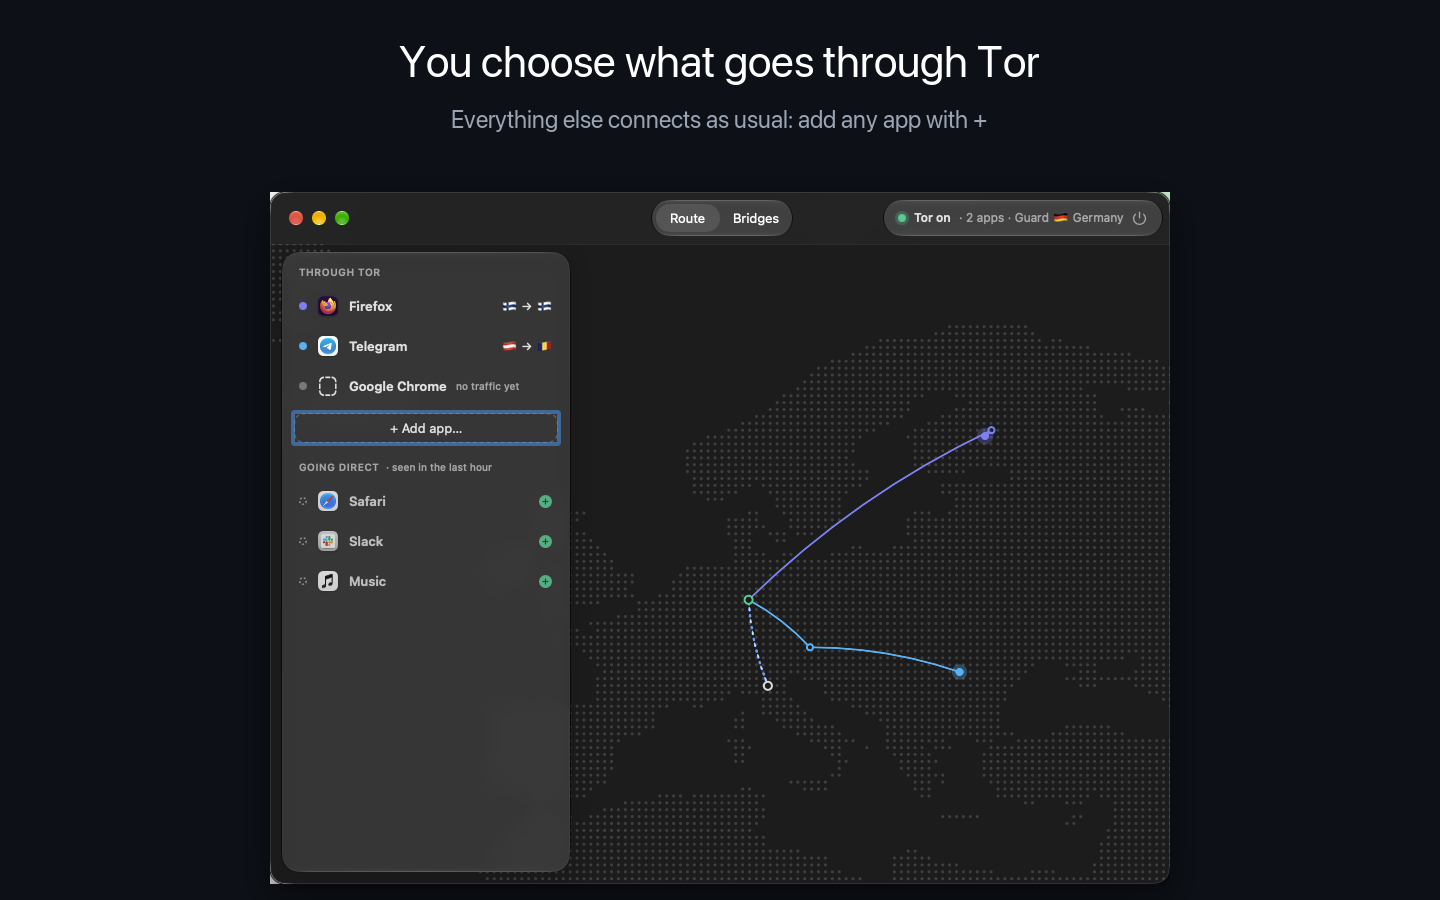 You choose what goes through Tor
Everything else connects as usual: add any app with +
Route
Bridges
Tor on · 2 apps · Guard 🇩🇪 Germany
THROUGH TOR
Firefox 🇫🇮 → 🇫🇮
Telegram 🇦🇹 → 🇷🇴
Google Chrome no traffic yet
+ Add app...
GOING DIRECT · seen in the last hour
Safari
Slack
Music